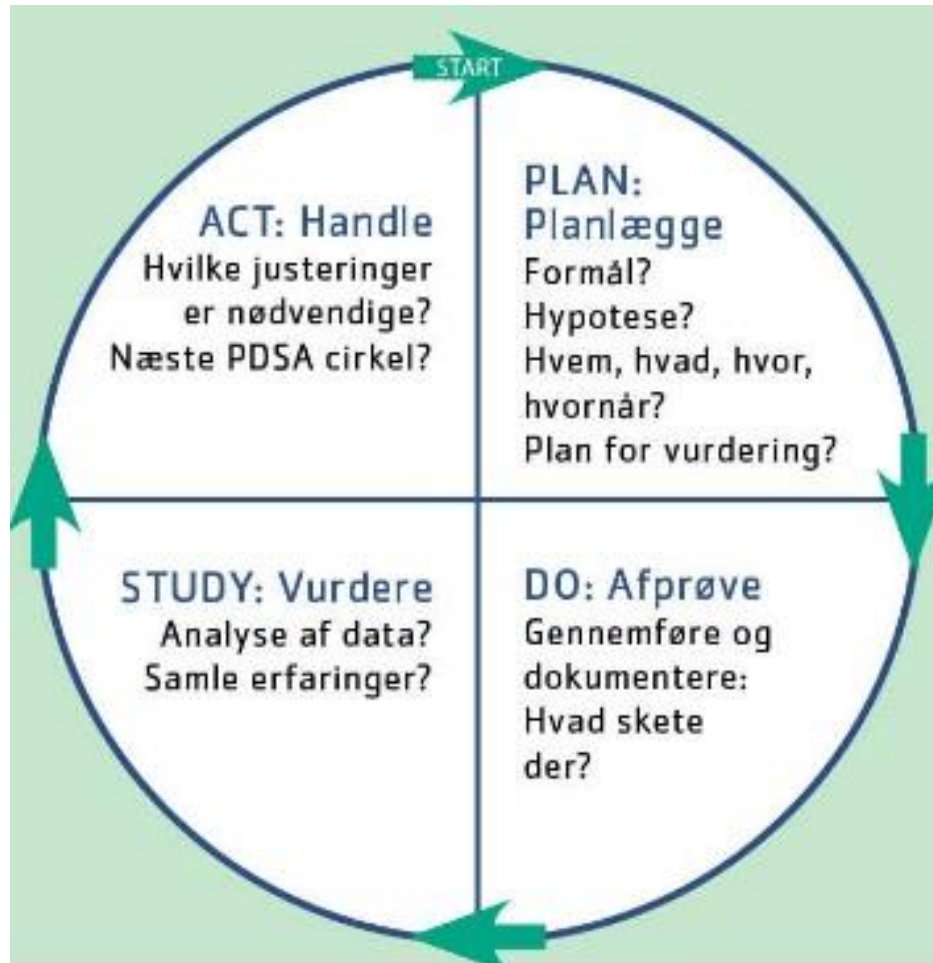 START
PLAN:
Planlægge
Formål?
Hypotese?
Hvem, hvad, hvor,
hvornår?
Plan for vurdering?
DO: Afprøve
Gennemføre og
dokumentere:
Hvad skete
der?
STUDY: Vurdere
Analyse af data?
Samle erfaringer?
ACT: Handle
Hvilke justeringer
er nødvendige?
Næste PDSA cirkel?